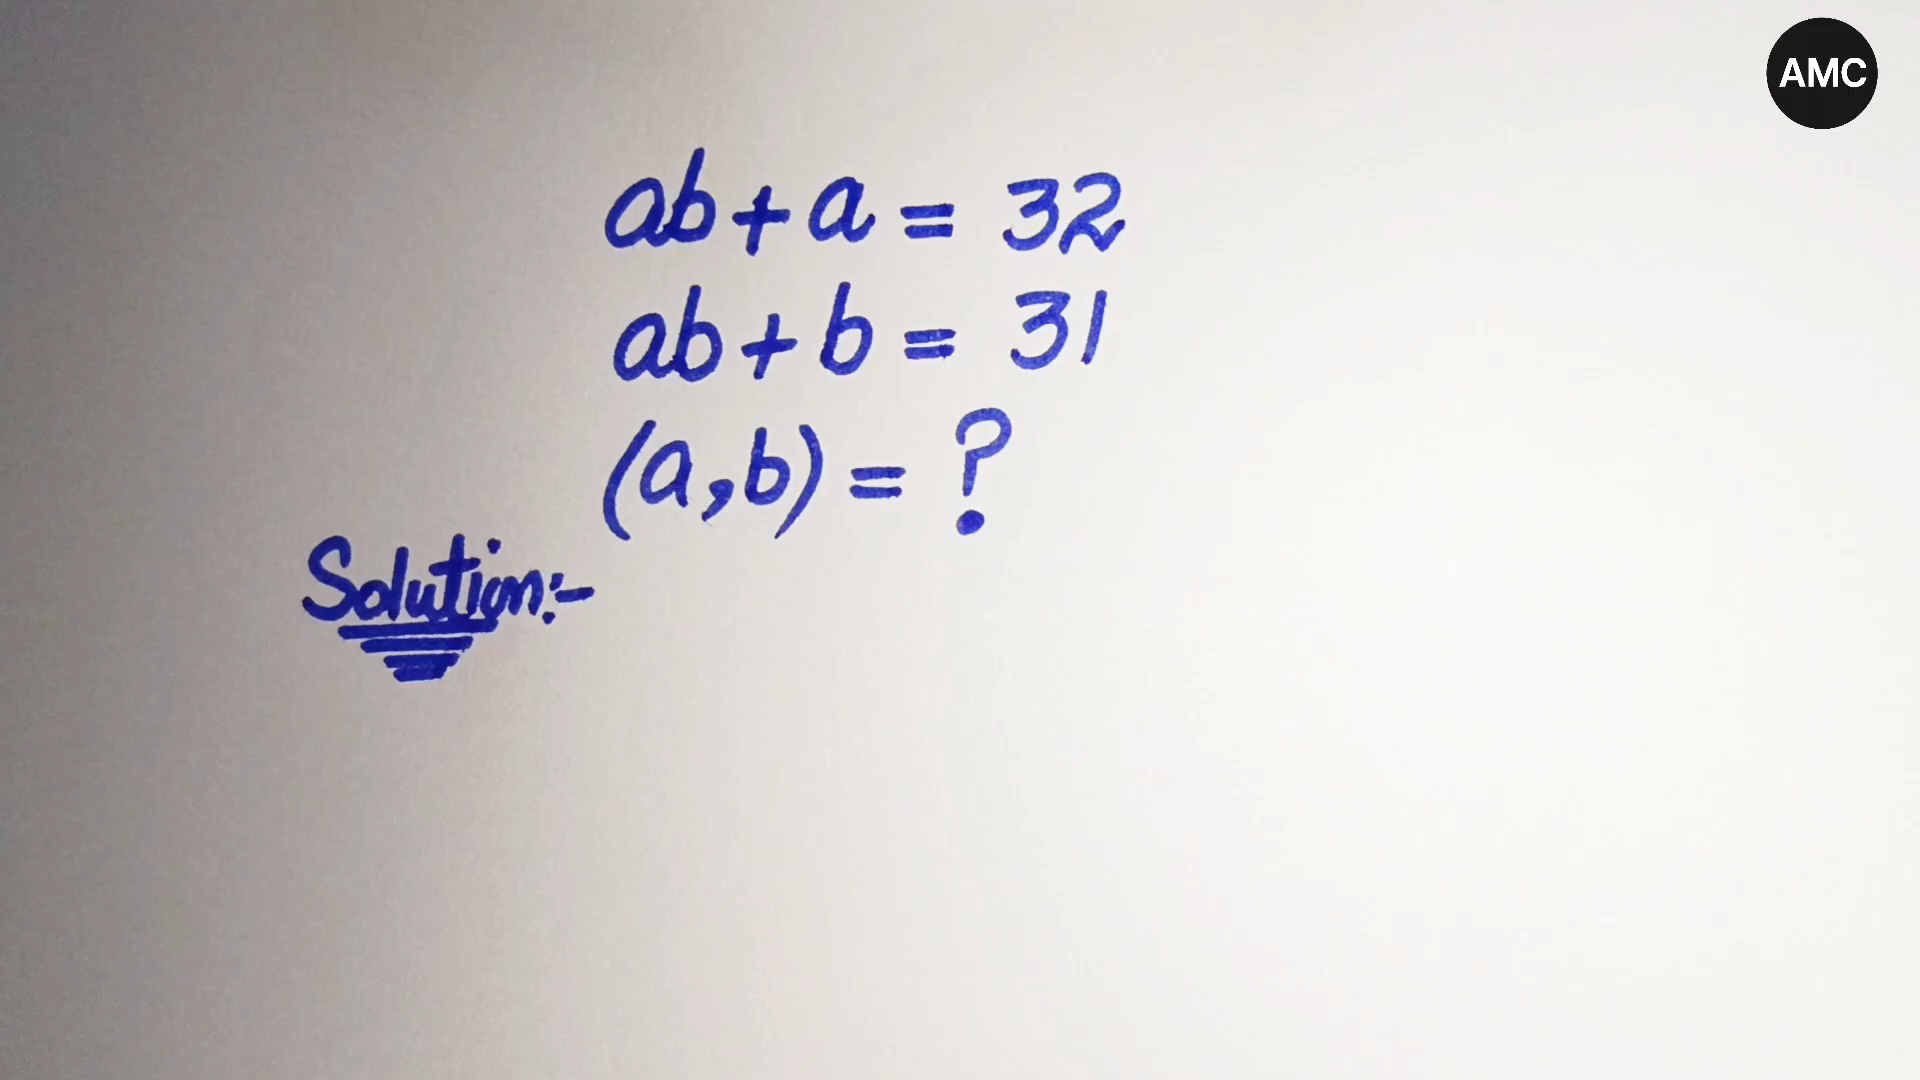 AMC
ab + a = 32
ab + b = 31
(a,b) = ?
Solution:-